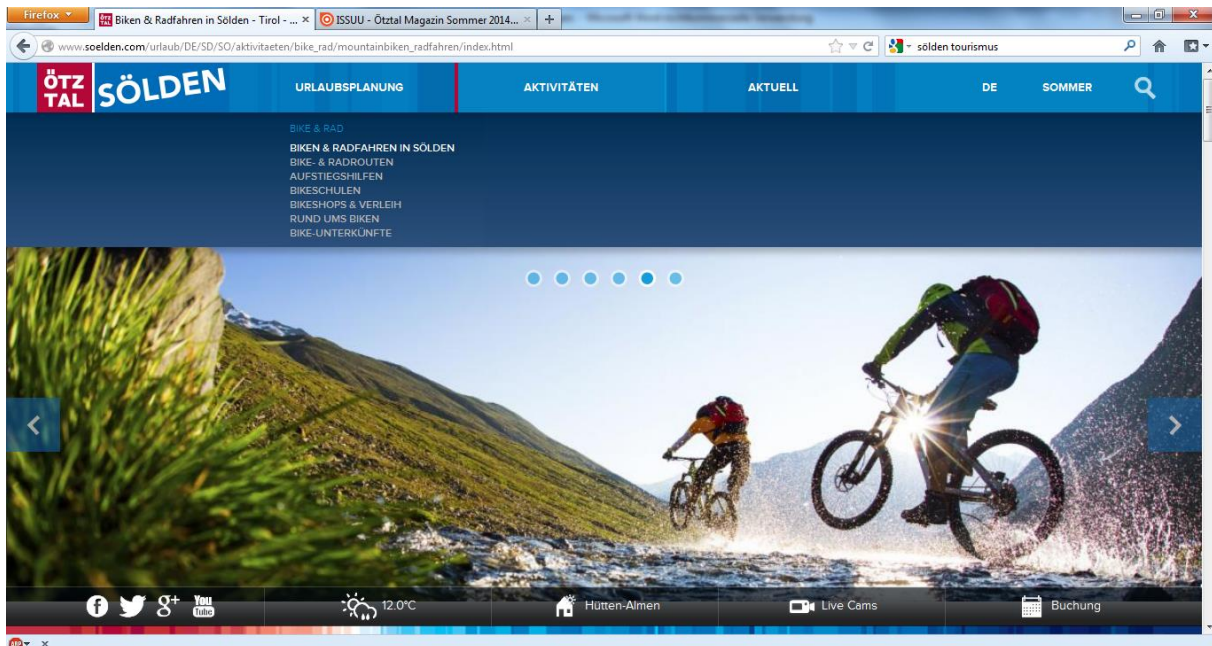 Firefox
Biken & Radfahren in Sölden - Tirol - ...
ISSUU - Ötztal Magazin Sommer 2014...
www.soelden.com/urlaub/DE/SD/SO/aktivitaeten/bike_rad/mountainbiken_radfahren/index.html
sölden tourismus
ÖTZ
TAL
SÖLDEN
URLAUBSPLANUNG
AKTIVITÄTEN
AKTUELL
DE
SOMMER
BIKE & RAD
BIKEN & RADFAHREN IN SÖLDEN
BIKE- & RADROUTEN
AUFSTIEGSHILFEN
BIKESCHULEN
BIKESHOPS & VERLEIH
RUND UMS BIKEN
BIKE-UNTERKÜNFTE
g+
You
Tube
12.0°C
Hütten-Almen
Live Cams
Buchung
ABP